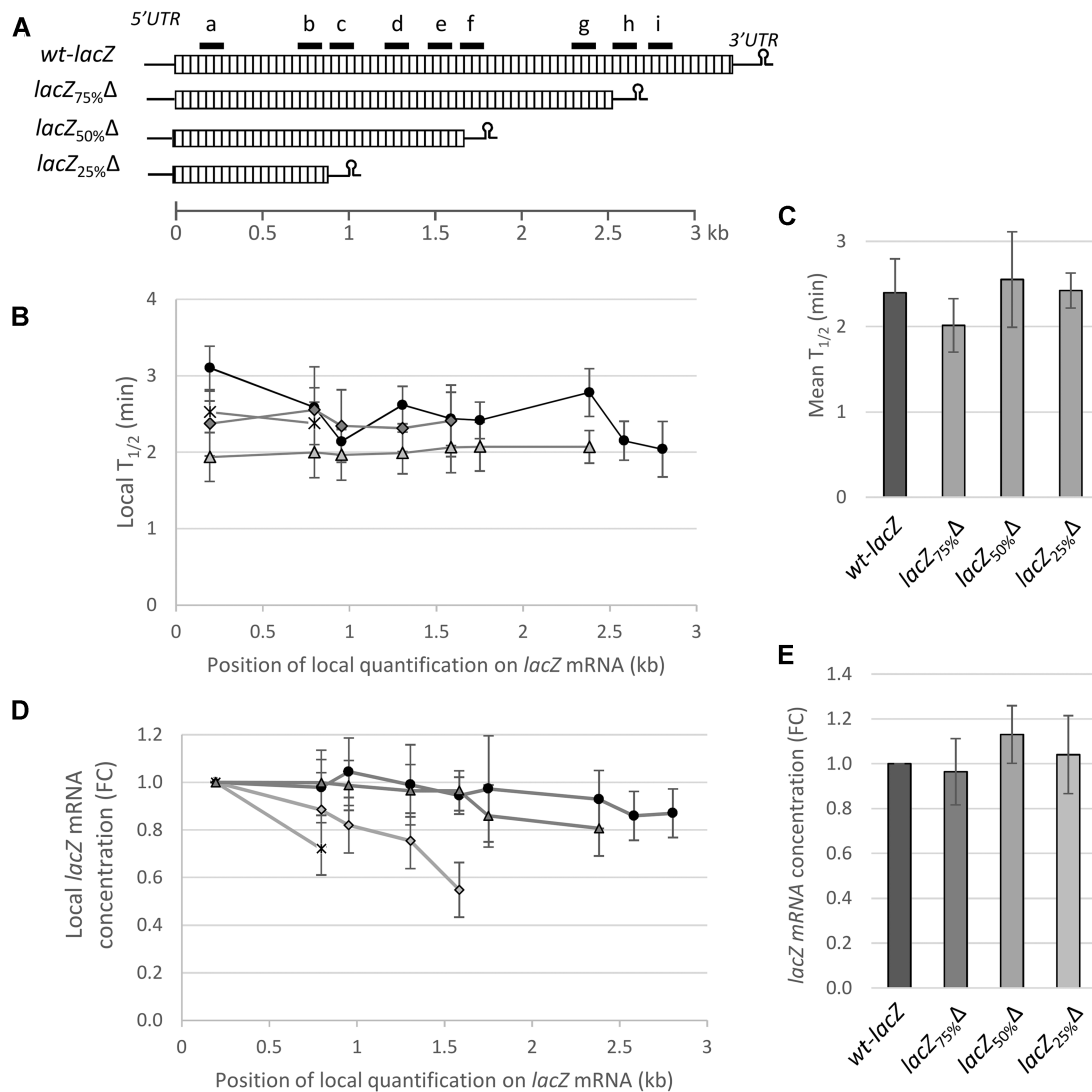 A
5'UTR a b c d e f g h i 3'UTR
wt-lacZ
lacZ75%Δ
lacZ50%Δ
lacZ25%Δ
0 0.5 1 1.5 2 2.5 3 kb
B
Local T1/2 (min)
4
3
2
1
0
0 0.5 1 1.5 2 2.5 3
Position of local quantification on lacZ mRNA (kb)
C
Mean T1/2 (min)
3
2
1
0
wt-lacZ lacZ75%Δ lacZ50%Δ lacZ25%Δ
D
Local lacZ mRNA
concentration (FC)
1.2
1.0
0.8
0.6
0.4
0.2
0.0
0 0.5 1 1.5 2 2.5 3
Position of local quantification on lacZ mRNA (kb)
E
lacZ mRNA concentration (FC)
1.4
1.2
1.0
0.8
0.6
0.4
0.2
0.0
wt-lacZ lacZ75%Δ lacZ50%Δ lacZ25%Δ